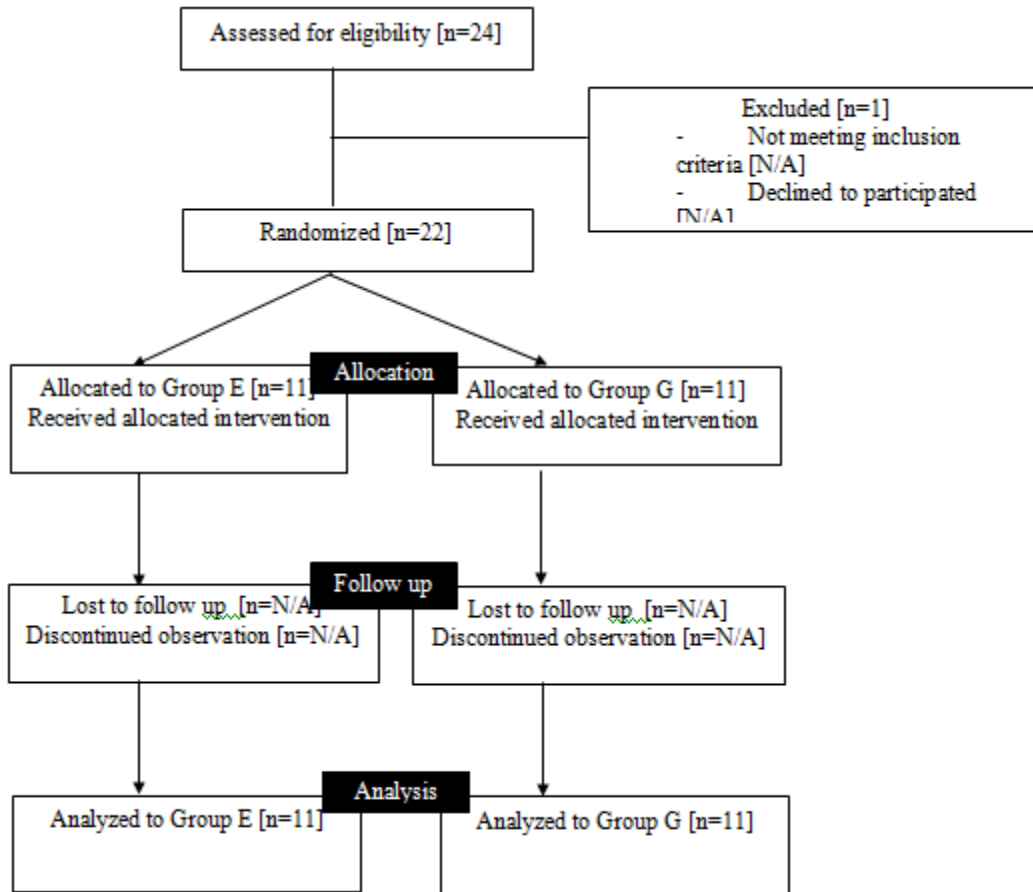 Assessed for eligibility [n=24]
Excluded [n=1]
- Not meeting inclusion
criteria [N/A]
- Declined to participated
[N/A]
Randomized [n=22]
Allocation
Allocated to Group E [n=11]
Received allocated intervention
Allocated to Group G [n=11]
Received allocated intervention
Follow up
Lost to follow up [n=N/A]
Discontinued observation [n=N/A]
Lost to follow up [n=N/A]
Discontinued observation [n=N/A]
Analysis
Analyzed to Group E [n=11]
Analyzed to Group G [n=11]